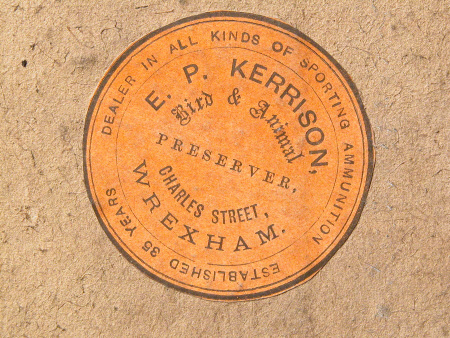 DEALER IN ALL KINDS OF SPORTING AMMUNITION
E. P. KERRISON,
Bird & Animal
PRESERVER,
CHARLES STREET,
WREXHAM.
ESTABLISHED 35 YEARS